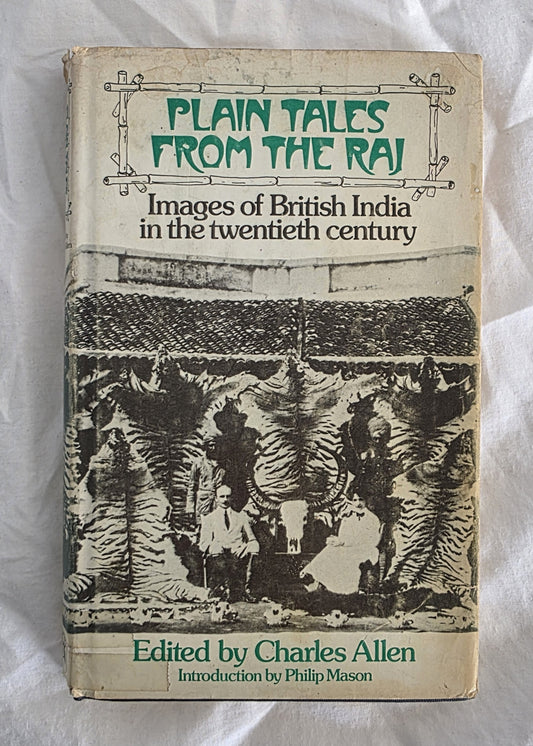 PLAIN TALES
FROM THE RAJ
Images of British India
in the twentieth century
Edited by Charles Allen
Introduction by Philip Mason